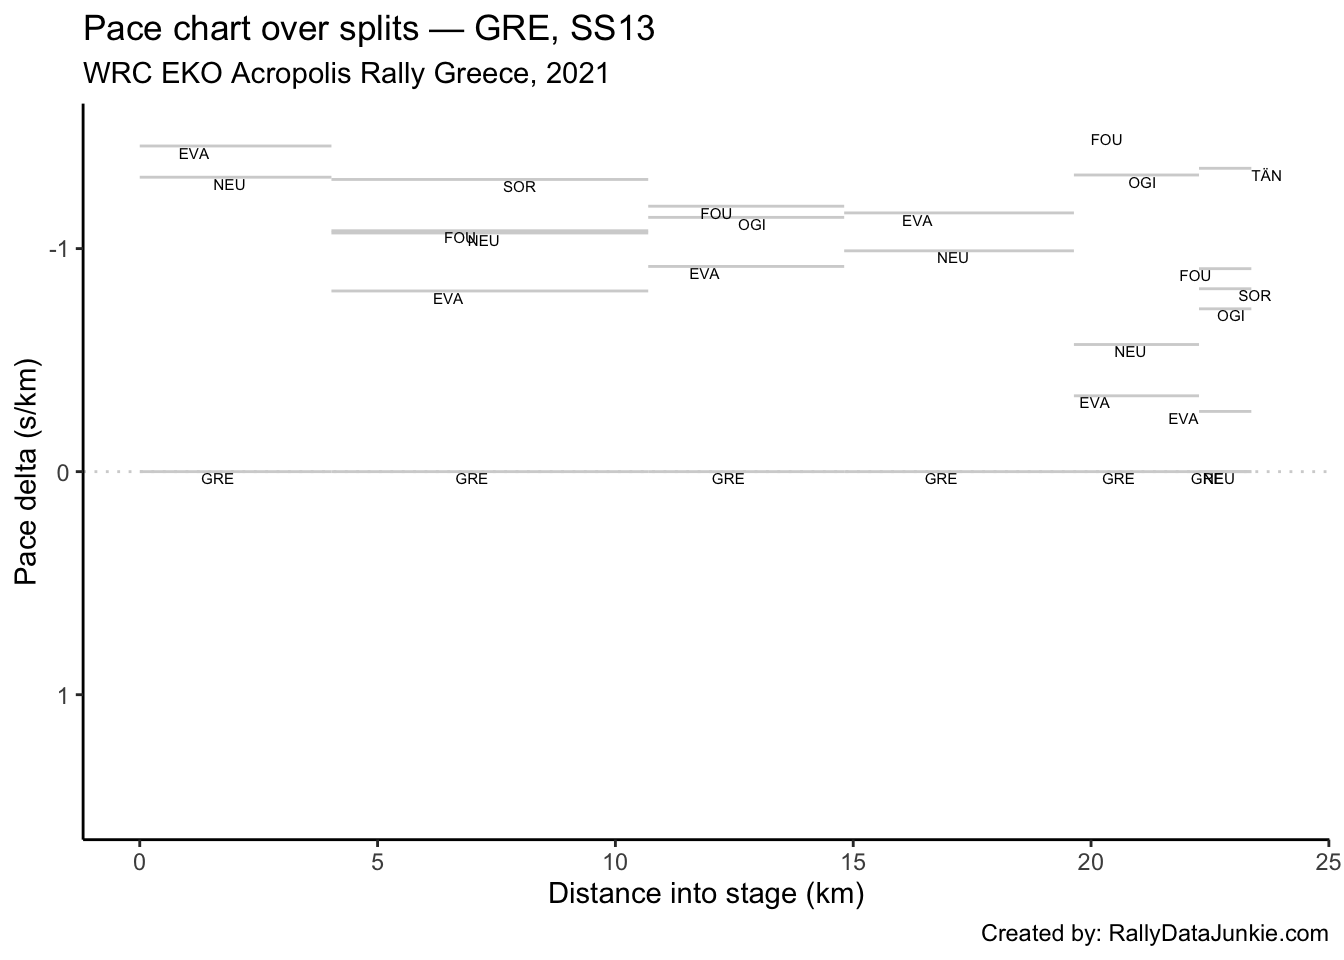 Pace chart over splits — GRE, SS13
WRC EKO Acropolis Rally Greece, 2021
FOU
EVA
TÄN
NEU
SOR
OGI
FOU
OGI
EVA
FOU
NEU
-1
NEU
EVA
FOU
EVA
SOR
OGI
NEU
EVA
EVA
0
GRE
GRE
GRE
GRE
GRE
GRE
NEU
1
Pace delta (s/km)
0
5
10
15
20
25
Distance into stage (km)
Created by: RallyDataJunkie.com